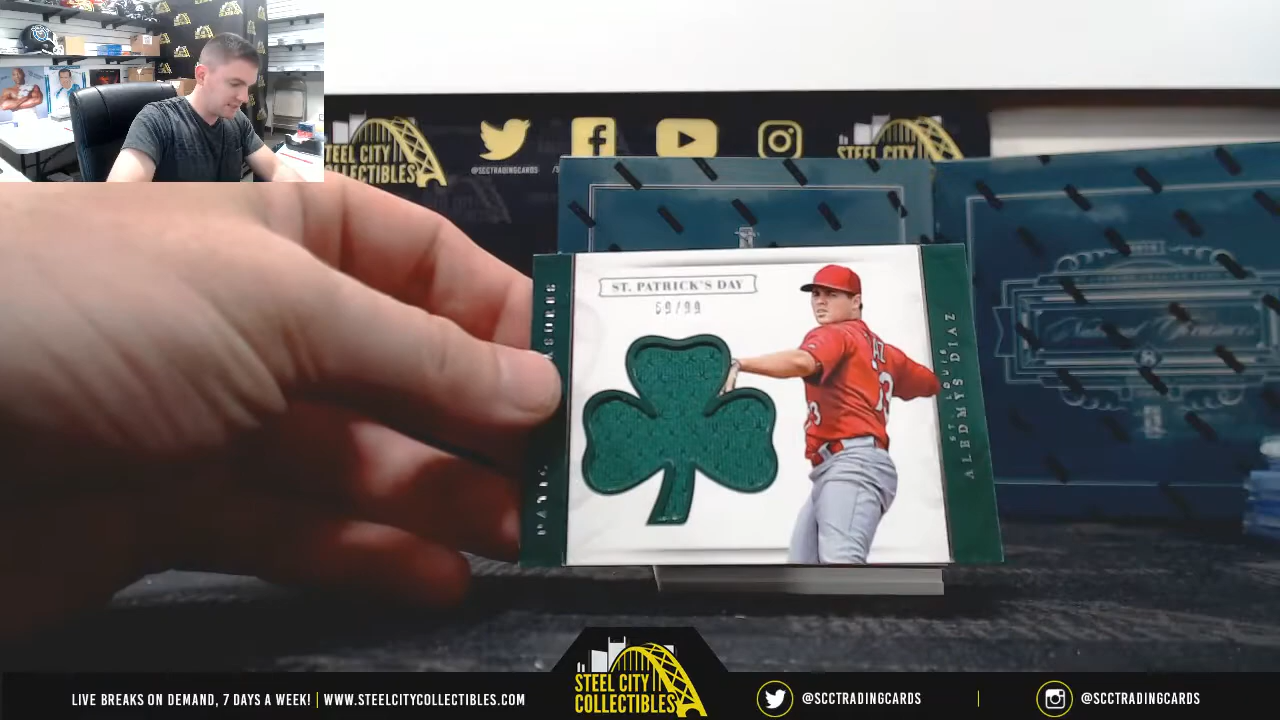 STEEL CITY
COLLECTIBLES
@SCCTRADINGCARDS
STEEL CITY
COLLECTIBLES
ST. PATRICK'S DAY
69/99
ST. LOUIS
ALEDMYS DIAZ
LIVE BREAKS ON DEMAND, 7 DAYS A WEEK! | WWW.STEELCITYCOLLECTIBLES.COM
STEEL CITY
COLLECTIBLES
@SCCTRADINGCARDS
@SCCTRADINGCARDS